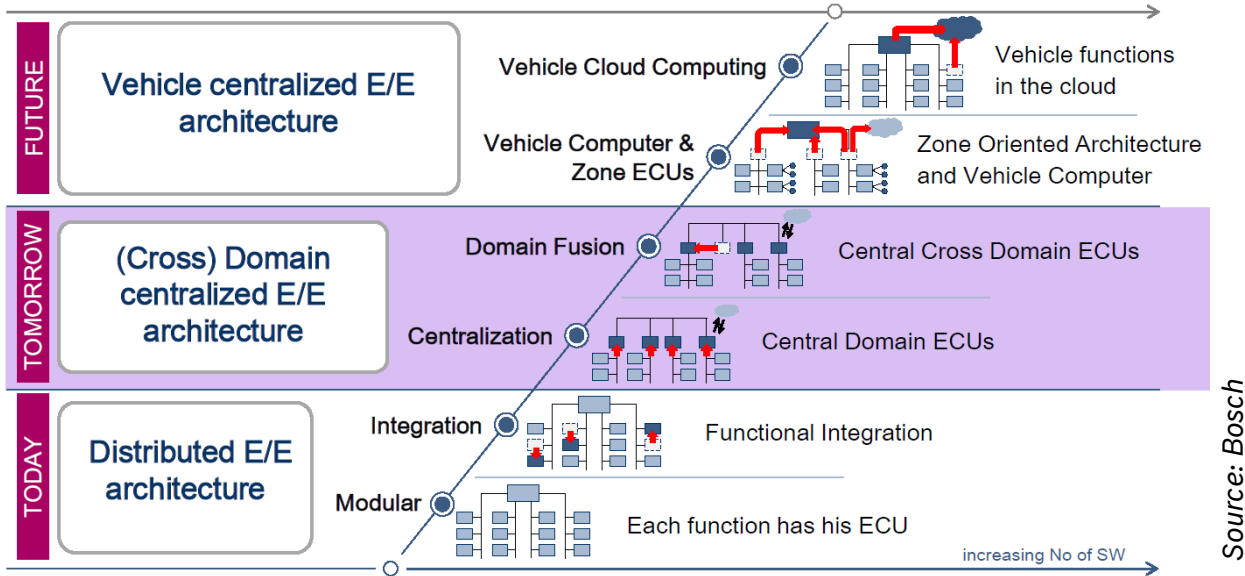 FUTURE
Vehicle centralized E/E
architecture
Vehicle Cloud Computing
Vehicle functions
in the cloud
Vehicle Computer &
Zone ECUs
Zone Oriented Architecture
and Vehicle Computer
TOMORROW
(Cross) Domain
centralized E/E
architecture
Domain Fusion
Central Cross Domain ECUs
Centralization
Central Domain ECUs
TODAY
Distributed E/E
architecture
Integration
Functional Integration
Modular
Each function has his ECU
increasing No of SW
Source: Bosch